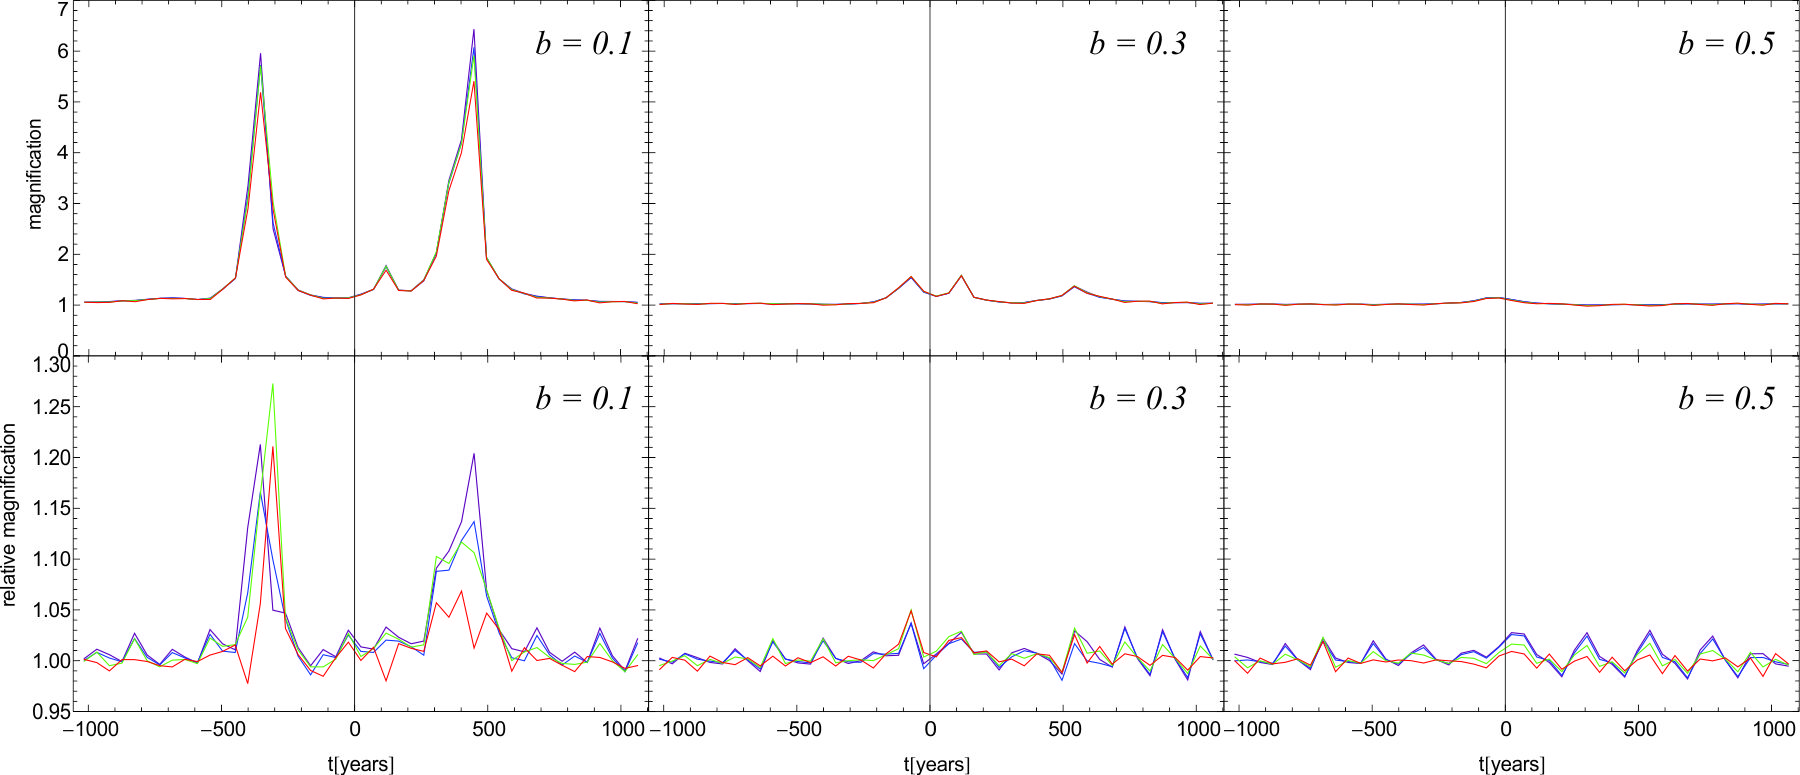 b = 0.1
b = 0.3
b = 0.5
7
6
5
4
3
2
1
0
magnification
b = 0.1
b = 0.3
b = 0.5
1.30
1.25
1.20
1.15
1.10
1.05
1.00
0.95
relative magnification
−1000 −500 0 500 1000
−1000 −500 0 500 1000
−1000 −500 0 500 1000
t[years]
t[years]
t[years]